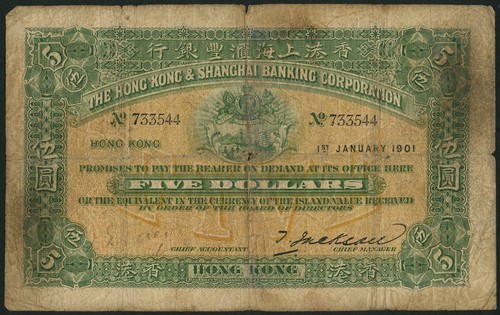 行銀豐滙海上港香
5 伍 伍 5
THE HONG KONG & SHANGHAI BANKING CORPORATION
No 733544 No 733544
HONG KONG 1ST JANUARY 1901
伍圓 伍圓
PROMISES TO PAY THE BEARER ON DEMAND AT ITS OFFICE HERE
FIVE DOLLARS
OR THE EQUIVALENT IN THE CURRENCY OF THE ISLAND VALUE RECEIVED
BY ORDER OF THE BOARD OF DIRECTORS
T. Jackson
CHIEF ACCOUNTANT CHIEF MANAGER
5 港香 HONG KONG 港香 5